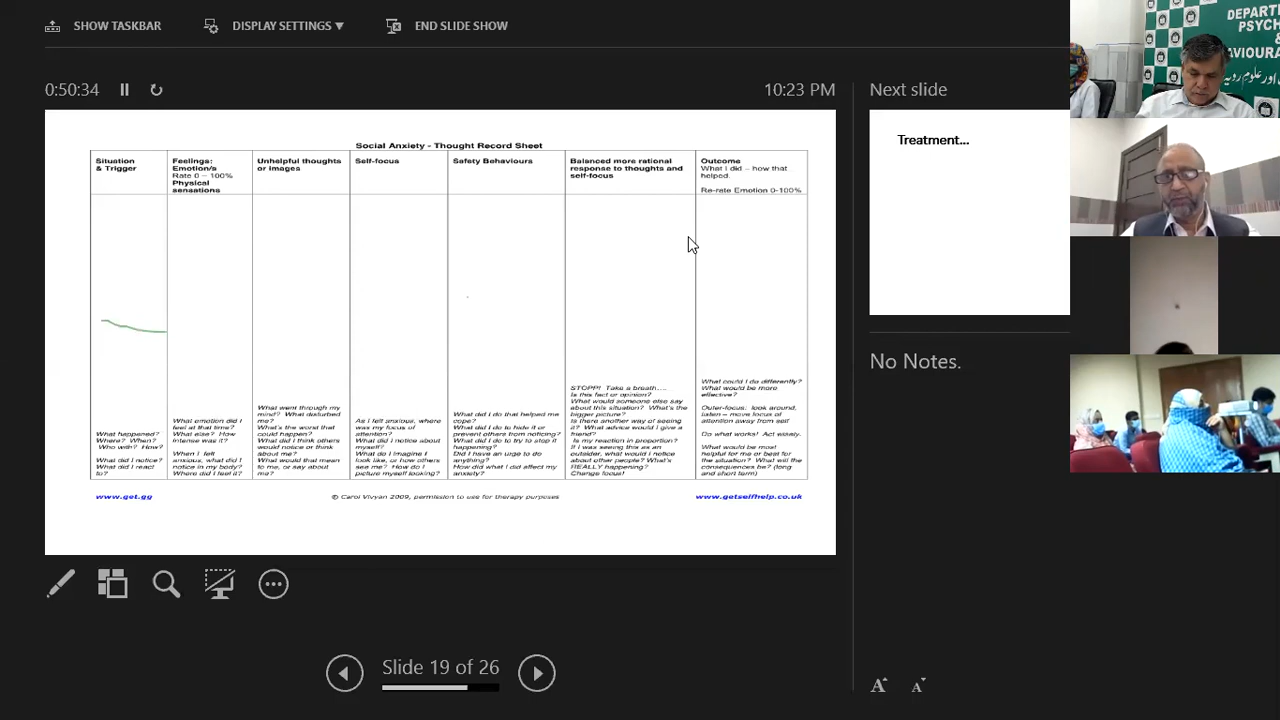 SHOW TASKBAR
DISPLAY SETTINGS ▼
END SLIDE SHOW
0:50:34
10:23 PM
Social Anxiety - Thought Record Sheet
Situation
& Trigger
Feelings:
Emotion/s
Rate 0 – 100%
Physical
sensations
Unhelpful thoughts
or images
Self-focus
Safety Behaviours
Balanced more rational
response to thoughts and
self-focus
Outcome
What I did – how that
helped.
Re-rate Emotion 0-100%
What happened?
Where? When?
Who with? How?
What did I notice?
What did I react
to?
What emotion did I
feel at that time?
What else? How
intense was it?
When I felt
anxious, what did I
notice in my body?
Where did I feel it?
What went through my
mind? What disturbed
me?
What's the worst that
could happen?
What did I think others
would notice or think
about me?
What would that mean
to me, or say about
me?
As I felt anxious, where
was my focus of
attention?
What did I notice about
myself?
What do I imagine I
look like, or how others
see me? How do I
picture myself looking?
What did I do that helped me
cope?
What did I do to hide it or
prevent others from noticing?
What did I do to try to stop it
happening?
Did I have an urge to do
anything?
How did what I did affect my
anxiety?
STOPP! Take a breath....
Is this fact or opinion?
What would someone else say
about this situation? What's the
bigger picture?
Is there another way of seeing
it? What advice would I give a
friend?
Is my reaction in proportion?
If I was seeing this as an
outsider, what would I notice
about other people? What's
REALLY happening?
Change focus!
What could I do differently?
What would be more
effective?
Outer-focus: look around,
listen – move focus of
attention away from self
Do what works! Act wisely.
What would be most
helpful for me or best for
the situation? What will the
consequences be? (long
and short term)
www.get.gg
© Carol Vivyan 2009, permission to use for therapy purposes
www.getselfhelp.co.uk
Slide 19 of 26
Next slide
Treatment...
No Notes.
A
A
DEPART
PSYC
&
AVIOURA